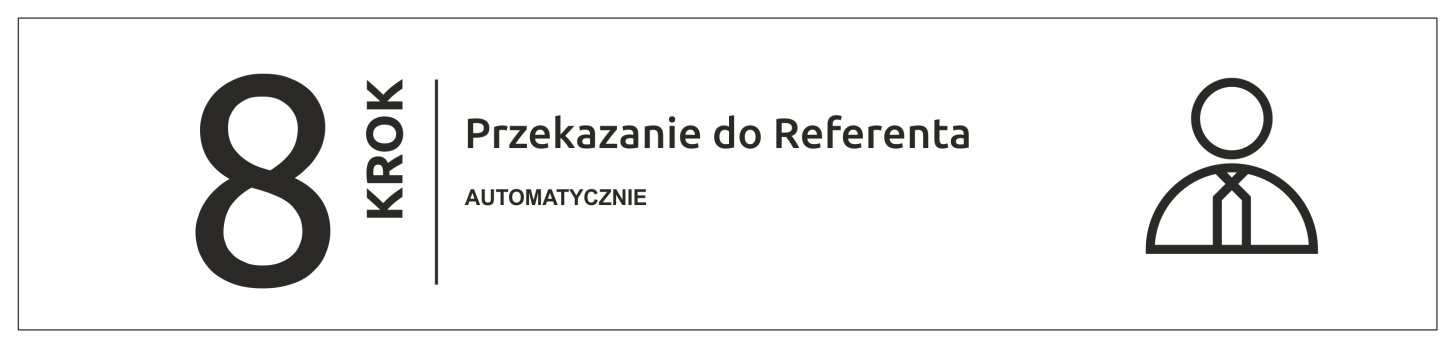 8
KROK
Przekazanie do Referenta
AUTOMATYCZNIE